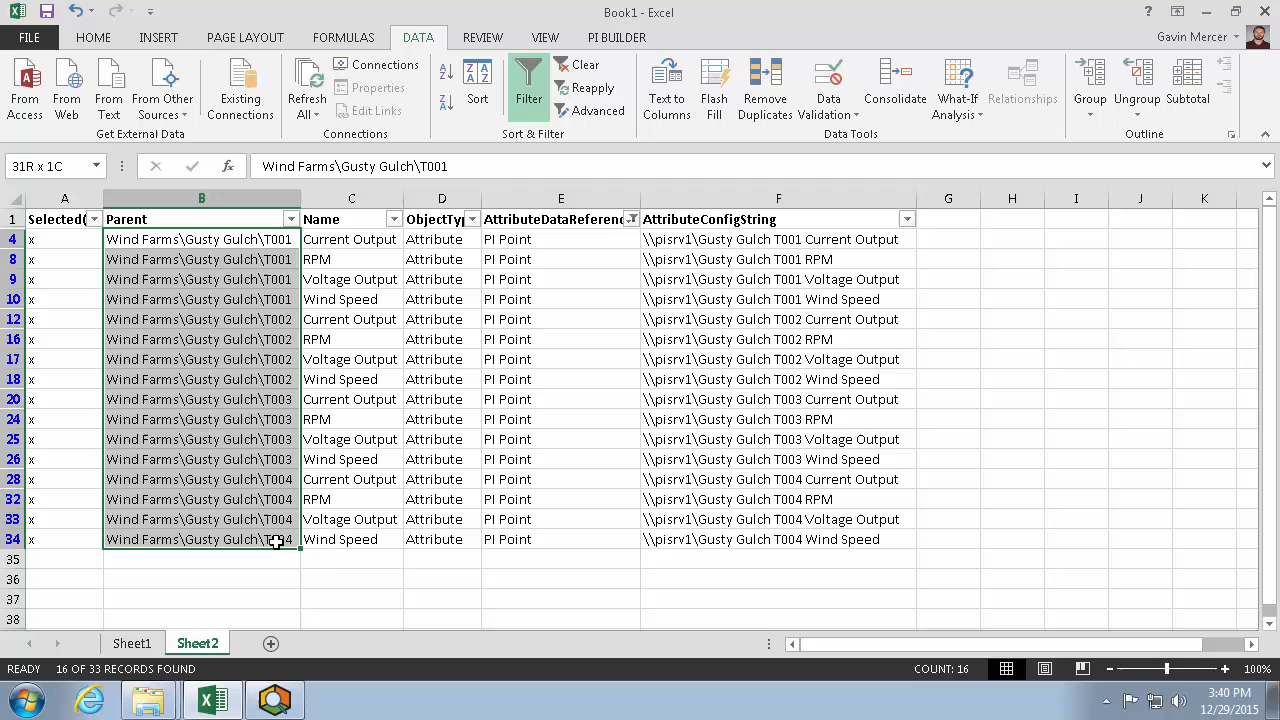 Book1 - Excel
FILE HOME INSERT PAGE LAYOUT FORMULAS DATA REVIEW VIEW PI BUILDER Gavin Mercer
From Access From Web From Text From Other Sources Existing Connections
Get External Data
Refresh All Connections Properties Edit Links
Connections
Sort Filter Clear Reapply Advanced
Sort & Filter
Text to Columns Flash Fill Remove Duplicates Data Validation Consolidate What-If Analysis Relationships
Data Tools
Group Ungroup Subtotal
Outline
31R x 1C fx Wind Farms\Gusty Gulch\T001
A B C D E F G H I J K
1 Selected( Parent Name ObjectTyp AttributeDataReferenc AttributeConfigString
4 x Wind Farms\Gusty Gulch\T001 Current Output Attribute PI Point \\pisrv1\Gusty Gulch T001 Current Output
8 x Wind Farms\Gusty Gulch\T001 RPM Attribute PI Point \\pisrv1\Gusty Gulch T001 RPM
9 x Wind Farms\Gusty Gulch\T001 Voltage Output Attribute PI Point \\pisrv1\Gusty Gulch T001 Voltage Output
10 x Wind Farms\Gusty Gulch\T001 Wind Speed Attribute PI Point \\pisrv1\Gusty Gulch T001 Wind Speed
12 x Wind Farms\Gusty Gulch\T002 Current Output Attribute PI Point \\pisrv1\Gusty Gulch T002 Current Output
16 x Wind Farms\Gusty Gulch\T002 RPM Attribute PI Point \\pisrv1\Gusty Gulch T002 RPM
17 x Wind Farms\Gusty Gulch\T002 Voltage Output Attribute PI Point \\pisrv1\Gusty Gulch T002 Voltage Output
18 x Wind Farms\Gusty Gulch\T002 Wind Speed Attribute PI Point \\pisrv1\Gusty Gulch T002 Wind Speed
20 x Wind Farms\Gusty Gulch\T003 Current Output Attribute PI Point \\pisrv1\Gusty Gulch T003 Current Output
24 x Wind Farms\Gusty Gulch\T003 RPM Attribute PI Point \\pisrv1\Gusty Gulch T003 RPM
25 x Wind Farms\Gusty Gulch\T003 Voltage Output Attribute PI Point \\pisrv1\Gusty Gulch T003 Voltage Output
26 x Wind Farms\Gusty Gulch\T003 Wind Speed Attribute PI Point \\pisrv1\Gusty Gulch T003 Wind Speed
28 x Wind Farms\Gusty Gulch\T004 Current Output Attribute PI Point \\pisrv1\Gusty Gulch T004 Current Output
32 x Wind Farms\Gusty Gulch\T004 RPM Attribute PI Point \\pisrv1\Gusty Gulch T004 RPM
33 x Wind Farms\Gusty Gulch\T004 Voltage Output Attribute PI Point \\pisrv1\Gusty Gulch T004 Voltage Output
34 x Wind Farms\Gusty Gulch\T004 Wind Speed Attribute PI Point \\pisrv1\Gusty Gulch T004 Wind Speed
35
36
37
38
Sheet1 Sheet2
READY 16 OF 33 RECORDS FOUND COUNT: 16 100%
3:40 PM
12/29/2015